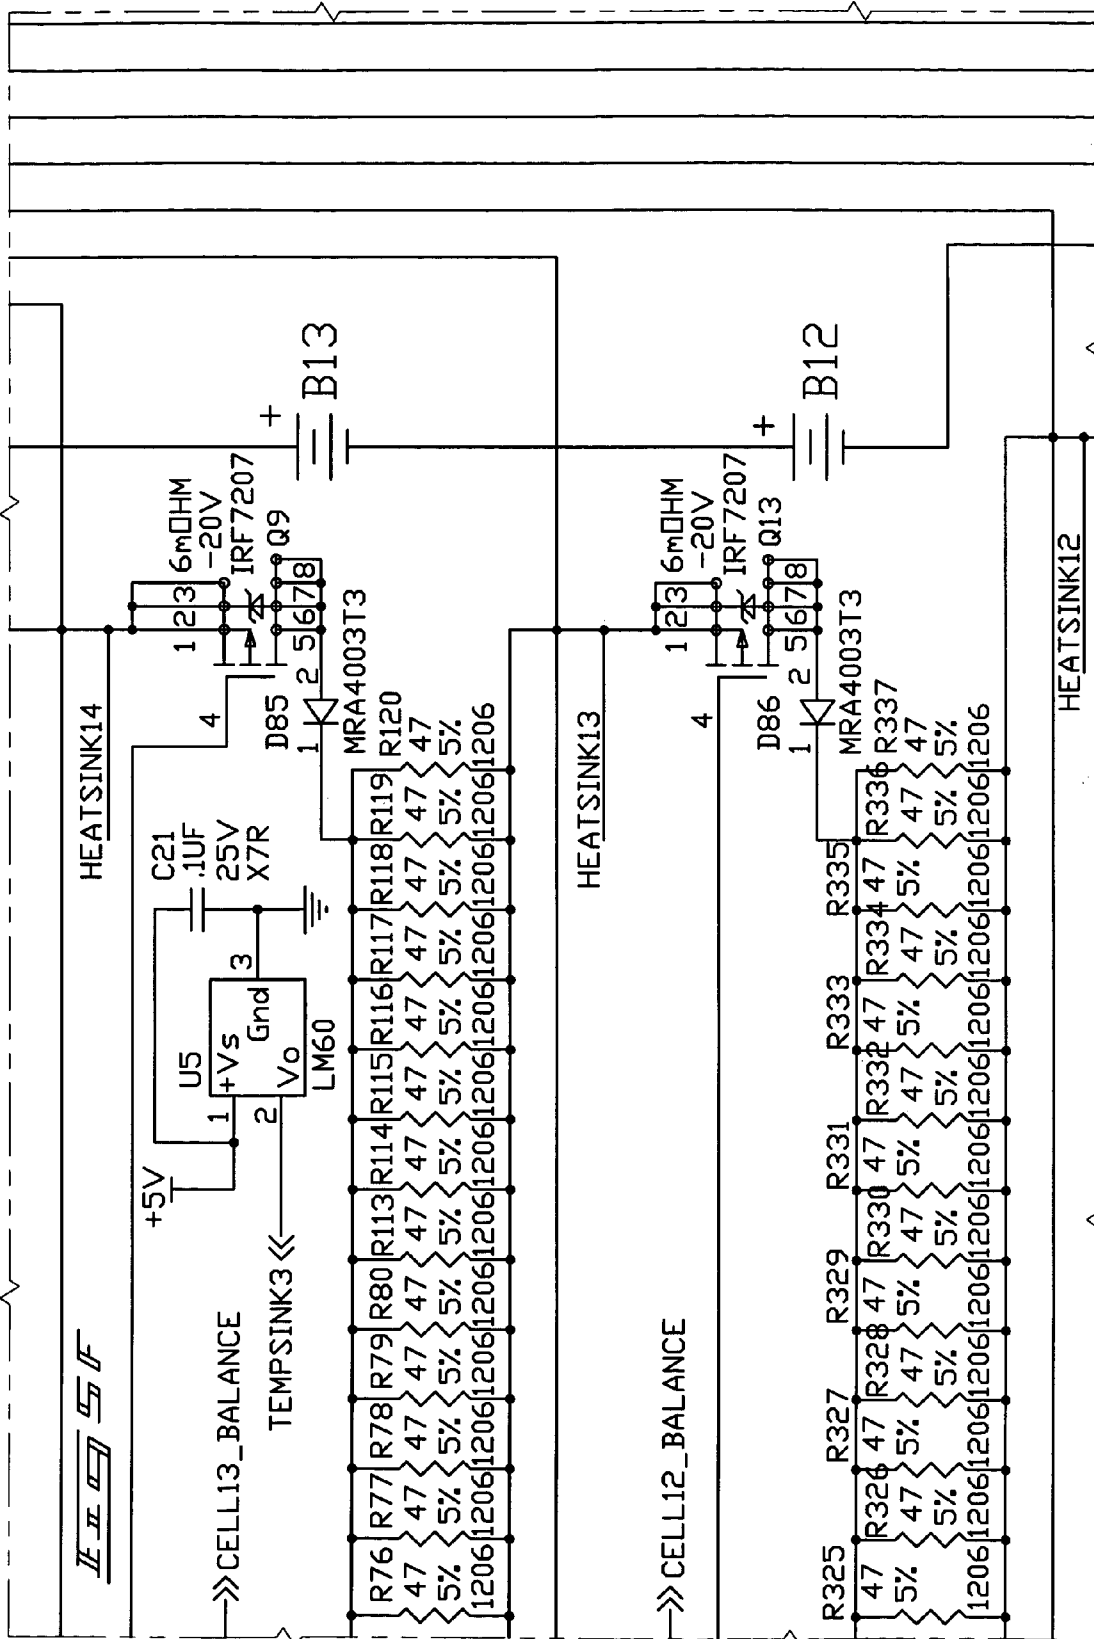 Fig 5F
HEATSINK14
1
2
3
6mOHM
-20V
IRF7207
Q9
4
5
6
7
8
D85
1
2
MRA4003T3
+
B13
C21
.1UF
25V
X7R
+5V
U5
1
+Vs
2
Vo
3
Gnd
LM60
TEMPSINK3
CELL13_BALANCE
R76
47
5%
1206
R77
47
5%
1206
R78
47
5%
1206
R79
47
5%
1206
R80
47
5%
1206
R113
47
5%
1206
R114
47
5%
1206
R115
47
5%
1206
R116
47
5%
1206
R117
47
5%
1206
R118
47
5%
1206
R119
47
5%
1206
R120
47
5%
1206
HEATSINK13
1
2
3
6mOHM
-20V
IRF7207
Q13
4
5
6
7
8
D86
1
2
MRA4003T3
+
B12
CELL12_BALANCE
R325
47
5%
1206
R326
47
5%
1206
R327
47
5%
1206
R328
47
5%
1206
R329
47
5%
1206
R330
47
5%
1206
R331
47
5%
1206
R332
47
5%
1206
R333
47
5%
1206
R334
47
5%
1206
R335
47
5%
1206
R336
47
5%
1206
R337
47
5%
1206
HEATSINK12